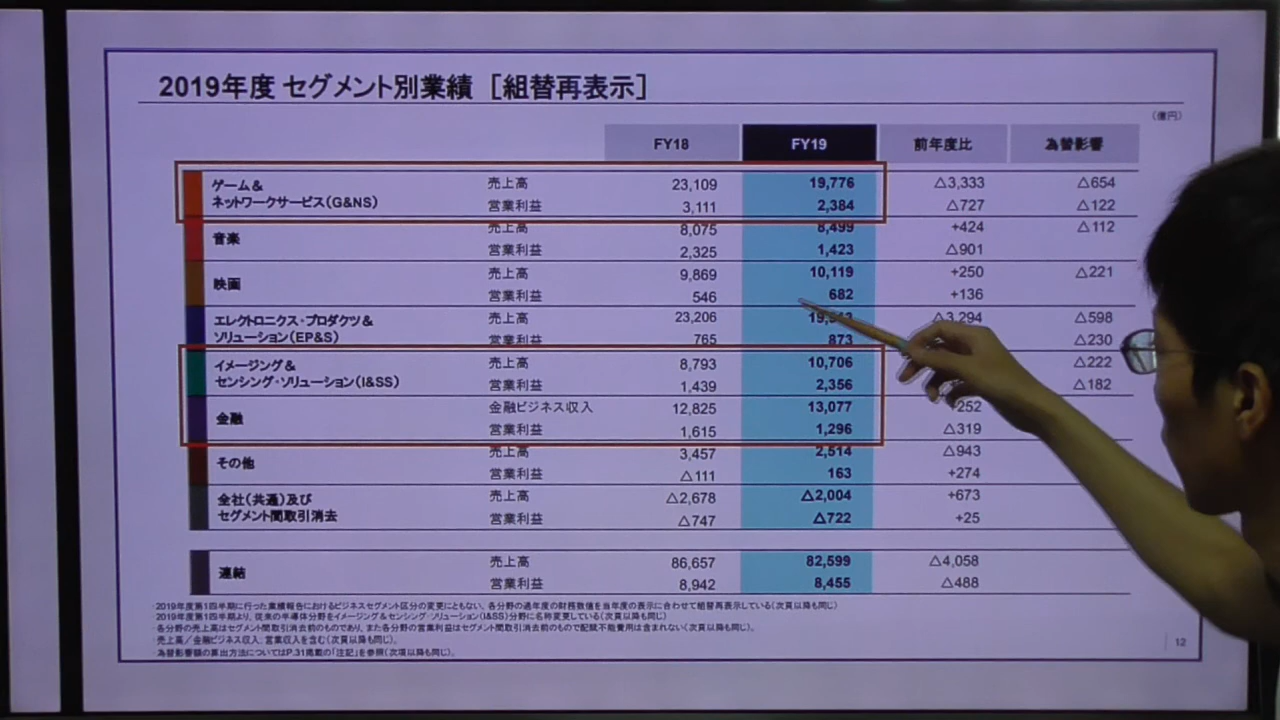 2019年度 セグメント別業績 ［組替再表示］
（億円）
FY18 FY19 前年度比 為替影響
ゲーム＆ 売上高 23,109 19,776 △3,333 △654
ネットワークサービス（G&NS） 営業利益 3,111 2,384 △727 △122
音楽 売上高 8,075 8,499 +424 △112
営業利益 2,325 1,423 △901
映画 売上高 9,869 10,119 +250 △221
営業利益 546 682 +136
エレクトロニクス・プロダクツ＆ 売上高 23,206 △3,294 △598
ソリューション（EP&S） 営業利益 765 873 △230
イメージング＆ 売上高 8,793 10,706 △222
センシング・ソリューション（I&SS） 営業利益 1,439 2,356 △182
金融 金融ビジネス収入 12,825 13,077 +252
営業利益 1,615 1,296 △319
その他 売上高 3,457 2,514 △943
営業利益 △111 163 +274
全社（共通）及び 売上高 △2,678 △2,004 +673
セグメント間取引消去 営業利益 △747 △722 +25
連結 売上高 86,657 82,599 △4,058
営業利益 8,942 8,455 △488
・2019年度第1四半期に行った業績報告におけるビジネスセグメント区分の変更にともない、各分野の過年度の財務数値を当年度の表示に合わせて組替再表示している（次頁以降も同じ）
・2019年度第1四半期より、従来の半導体分野をイメージング＆センシング・ソリューション（I&SS）分野に名称変更している（次頁以降も同じ）
・各分野の売上高はセグメント間取引消去前のものであり、また各分野の営業利益はセグメント間取引消去前のもので配賦不能費用は含まれない（次頁以降も同じ）。
・売上高／金融ビジネス収入：営業収入を含む（次頁以降も同じ）。
・為替影響額の算出方法についてはP.31掲載の「注記」を参照（次項以降も同じ）。
12